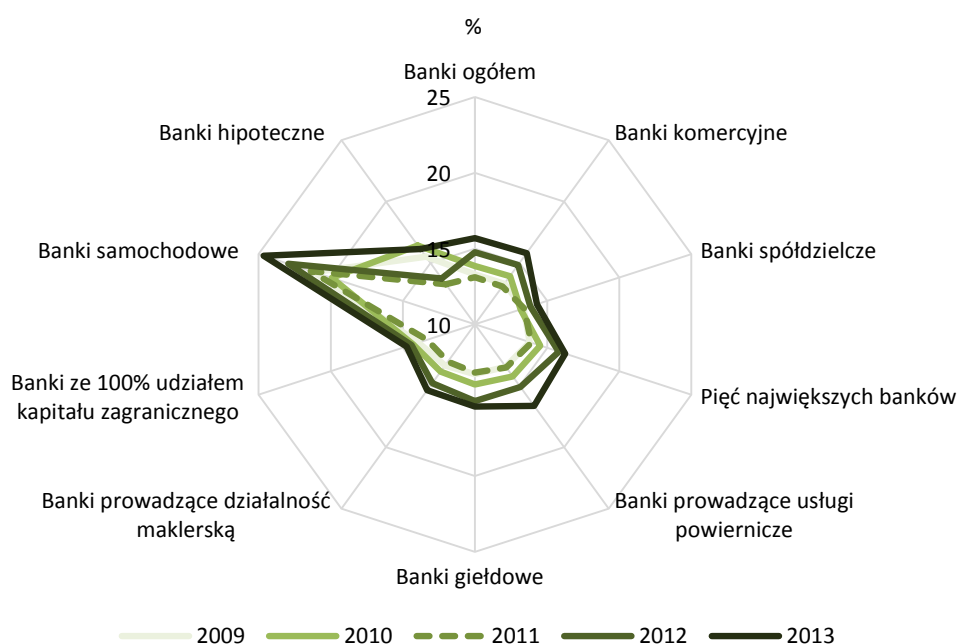 %
Banki ogółem
25
Banki hipoteczne
Banki komercyjne
20
Banki samochodowe
15
Banki spółdzielcze
10
Banki ze 100% udziałem
kapitału zagranicznego
Pięć największych banków
Banki prowadzące działalność
maklerską
Banki prowadzące usługi
powiernicze
Banki giełdowe
2009
2010
2011
2012
2013